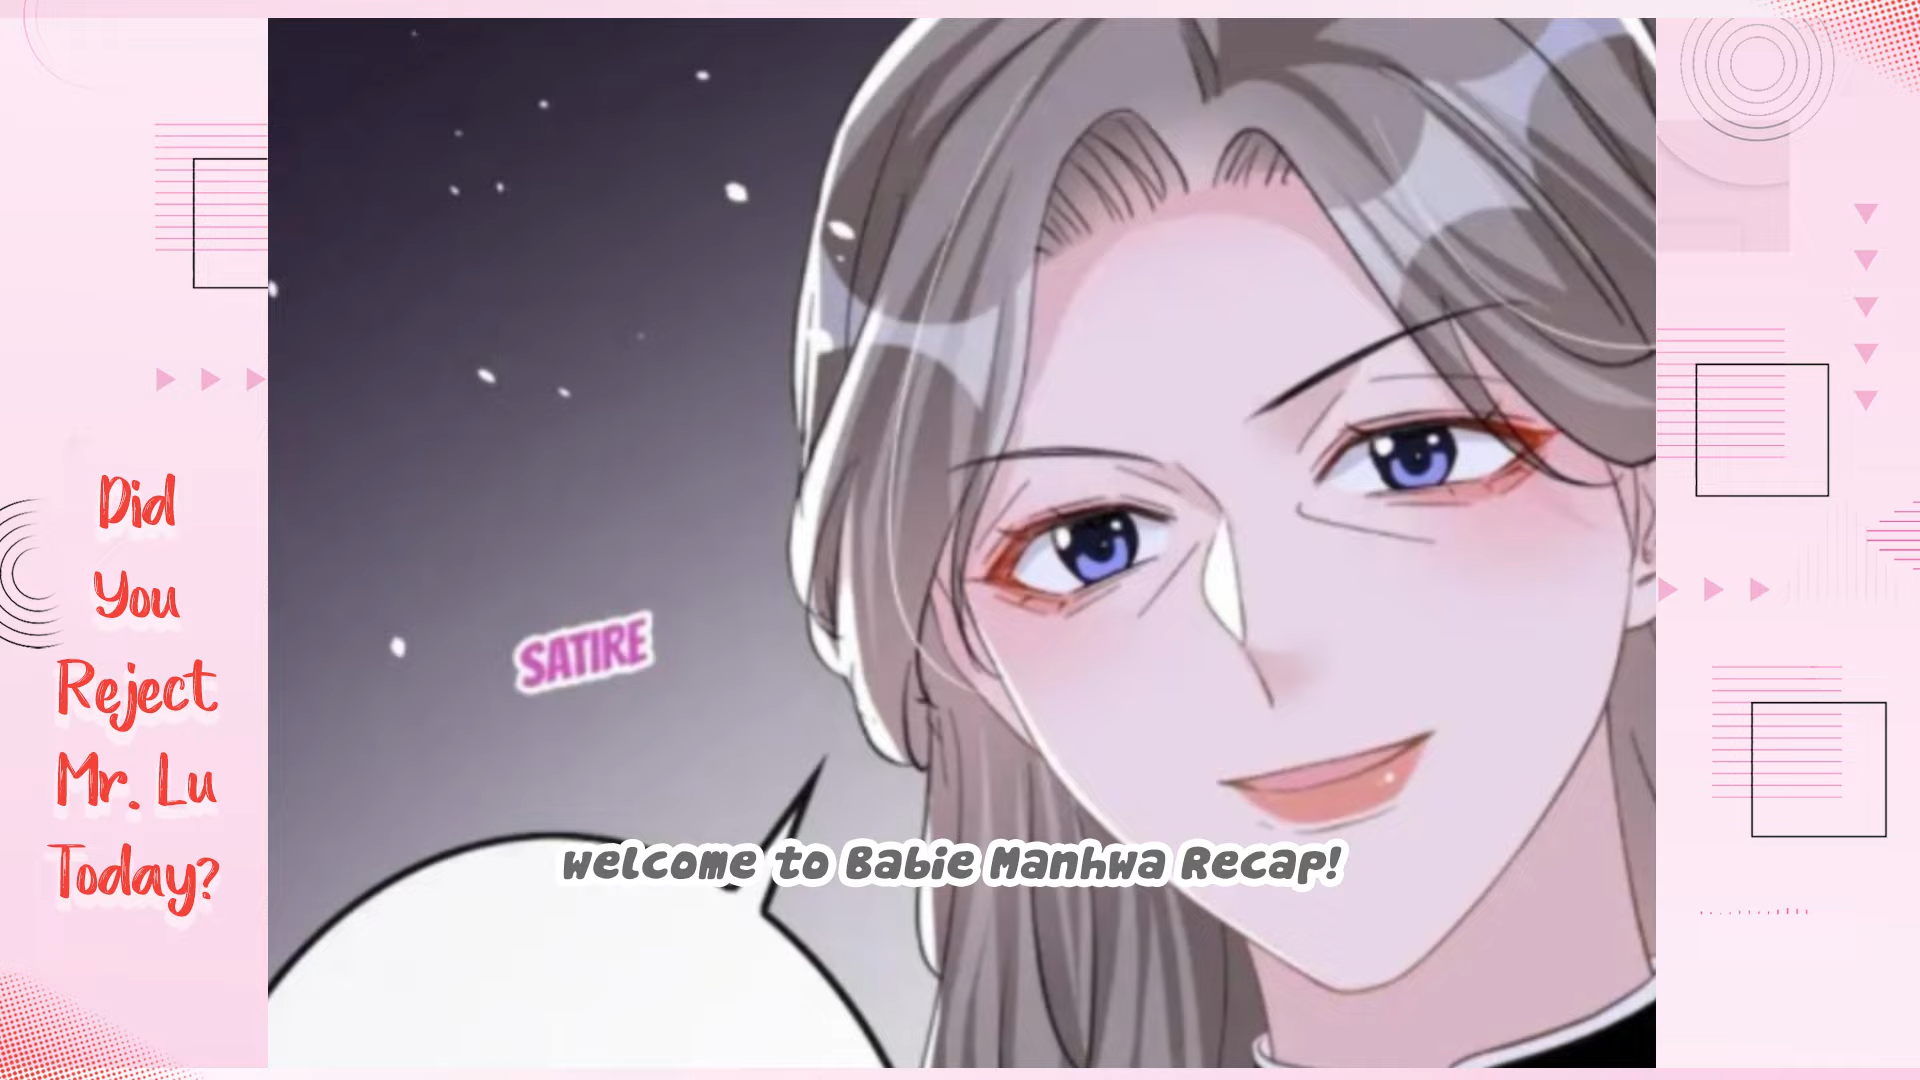 Did
You
Reject
Mr. Lu
Today?
SATIRE
welcome to Babie Manhwa Recap!